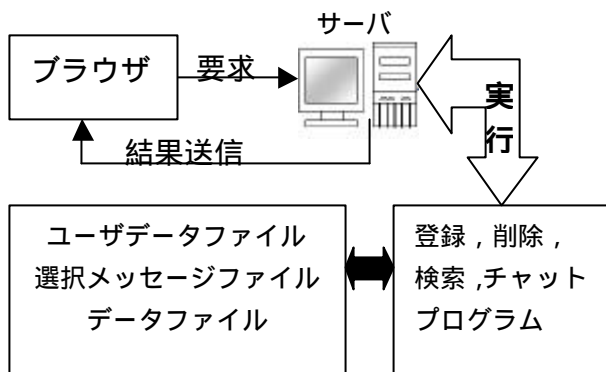 サーバ
ブラウザ
要求
実行
結果送信
ユーザデータファイル
選択メッセージファイル
データファイル
登録，削除，
検索，チャット
プログラム